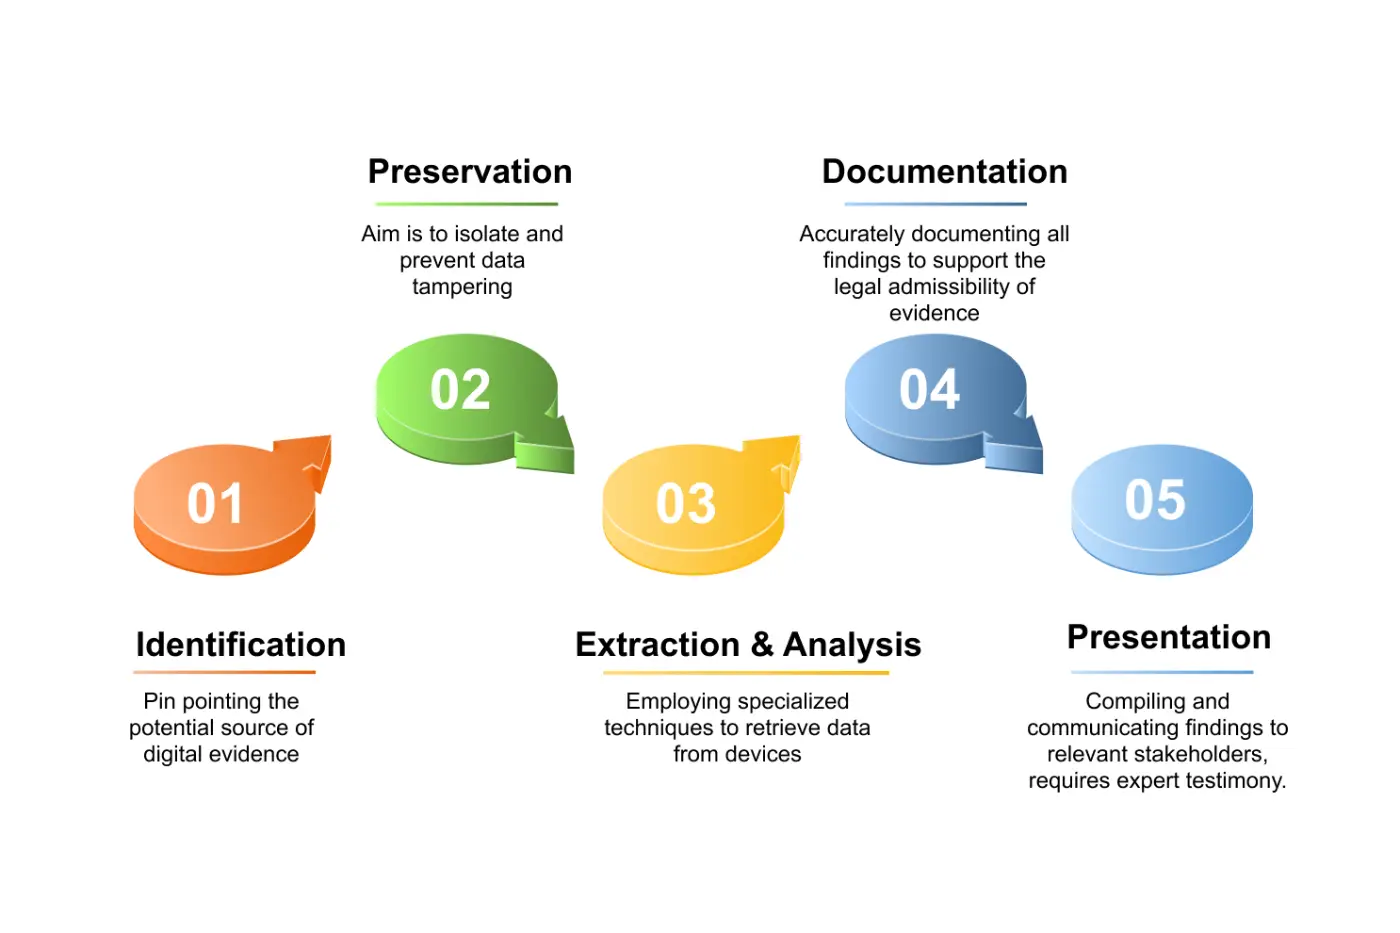 01
Identification
Pin pointing the
potential source of
digital evidence
Preservation
Aim is to isolate and
prevent data
tampering
02
03
Extraction & Analysis
Employing specialized
techniques to retrieve data
from devices
Documentation
Accurately documenting all
findings to support the
legal admissibility of
evidence
04
05
Presentation
Compiling and
communicating findings to
relevant stakeholders,
requires expert testimony.